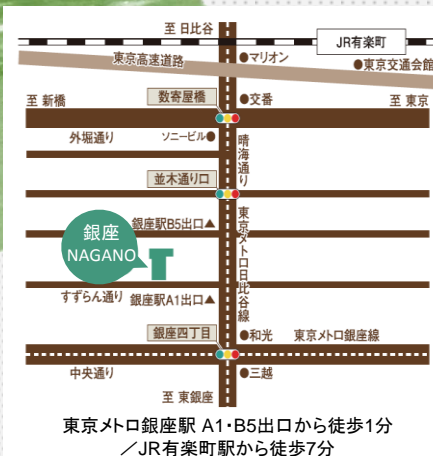 至 日比谷
JR有楽町
東京高速道路
●マリオン
●東京交通会館
至 新橋
数寄屋橋
●交番
至 東京
外堀通り
ソニービル●
晴海通り
並木通り口
銀座駅B5出口▲
東京メトロ日比谷線
銀座
NAGANO
すずらん通り
銀座駅A1出口▲
銀座四丁目
●和光
東京メトロ銀座線
中央通り
●三越
至 東銀座
東京メトロ銀座駅 A1・B5出口から徒歩1分
／JR有楽町駅から徒歩7分